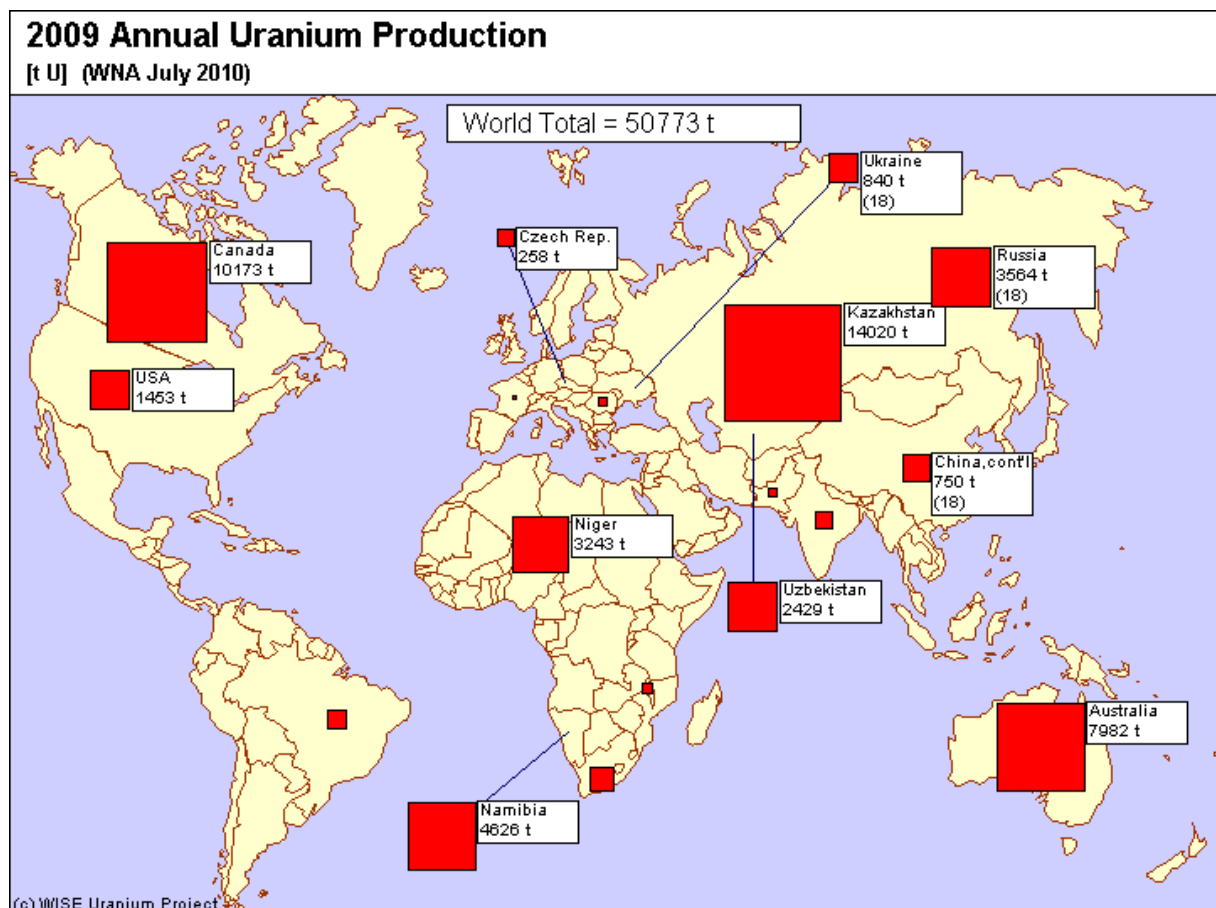 2009 Annual Uranium Production
[t U] (WNA July 2010)
World Total = 50773 t
Ukraine
840 t
(18)
Czech Rep.
258 t
Canada
10173 t
Russia
3564 t
(18)
Kazakhstan
14020 t
USA
1453 t
China,cont'l
750 t
(18)
Niger
3243 t
Uzbekistan
2429 t
Australia
7982 t
Namibia
4626 t
(c) WISE Uranium Project